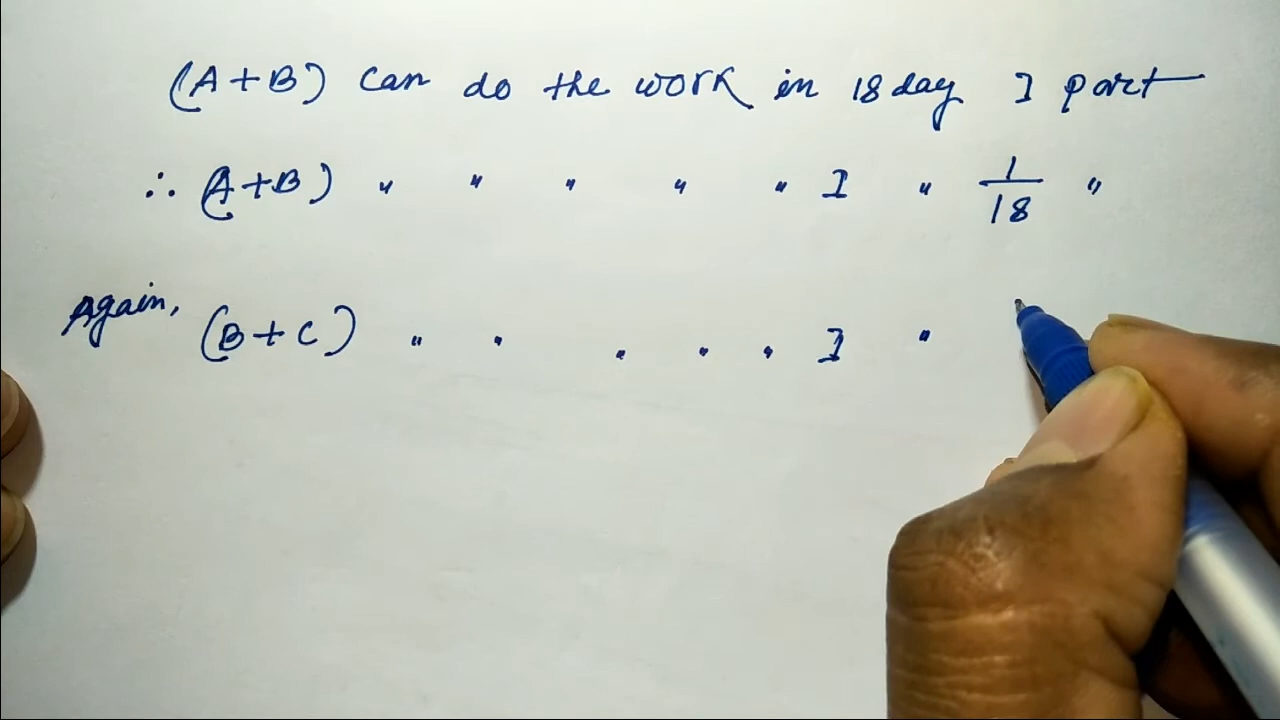 (A+B) can do the work in 18 day 1 part
∴ (A+B) " " " " " 1 " 1/18 "
Again, (B+C) " " " " " 1 "